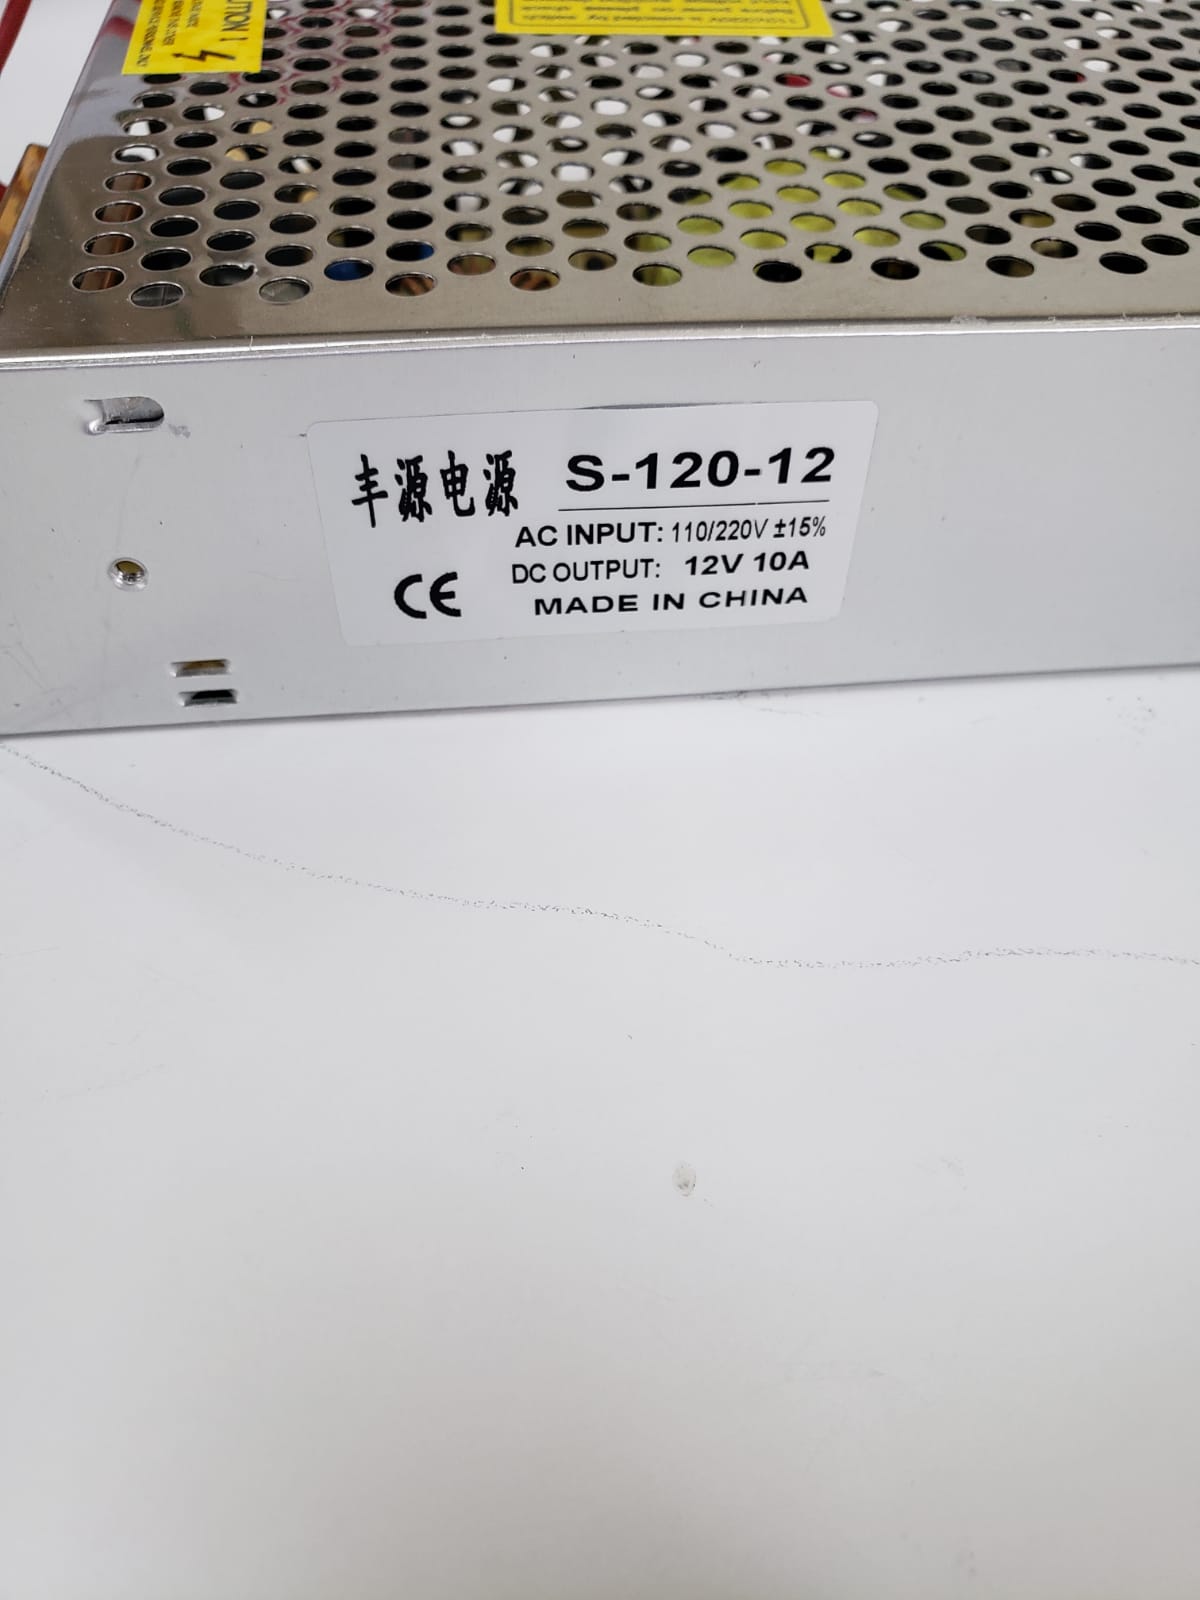 CAUTION !
丰源电源 S-120-12
AC INPUT: 110/220V ±15%
DC OUTPUT: 12V 10A
CE MADE IN CHINA